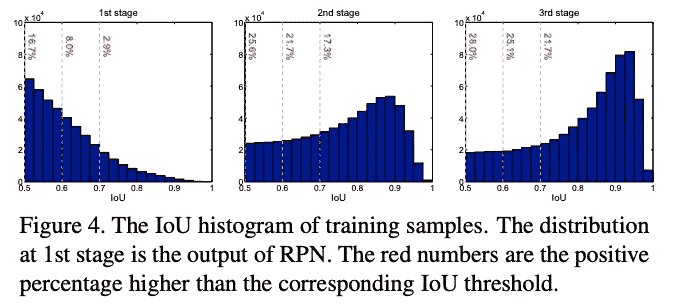 1st stage
2nd stage
3rd stage
10 x 10^4
8
6
4
2
0
16.7%
8.0%
2.9%
0.5 0.6 0.7 0.8 0.9 1
IoU
10 x 10^4
8
6
4
2
0
25.6%
21.7%
17.3%
0.5 0.6 0.7 0.8 0.9 1
IoU
10 x 10^4
8
6
4
2
0
28.0%
25.1%
21.7%
0.5 0.6 0.7 0.8 0.9 1
IoU
Figure 4. The IoU histogram of training samples. The distribution
at 1st stage is the output of RPN. The red numbers are the positive
percentage higher than the corresponding IoU threshold.